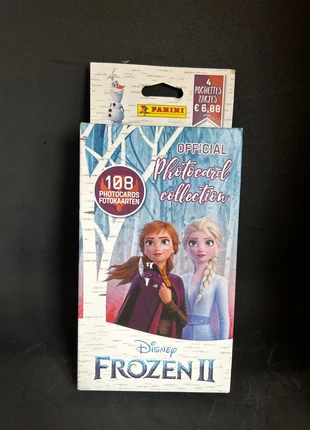 PANINI
4
POCHETTES
ZAKJES
€ 6,00
OFFICIAL
Photocard
collection
108
PHOTOCARDS
FOTOKAARTEN
Disney
FROZEN II